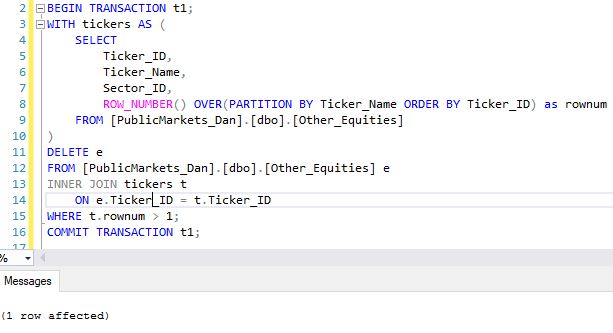 2 BEGIN TRANSACTION t1;
3 WITH tickers AS (
4 SELECT
5 Ticker_ID,
6 Ticker_Name,
7 Sector_ID,
8 ROW_NUMBER() OVER(PARTITION BY Ticker_Name ORDER BY Ticker_ID) as rownum
9 FROM [PublicMarkets_Dan].[dbo].[Other_Equities]
10 )
11 DELETE e
12 FROM [PublicMarkets_Dan].[dbo].[Other_Equities] e
13 INNER JOIN tickers t
14 ON e.Ticker_ID = t.Ticker_ID
15 WHERE t.rownum > 1;
16 COMMIT TRANSACTION t1;
17
%
Messages
(1 row affected)